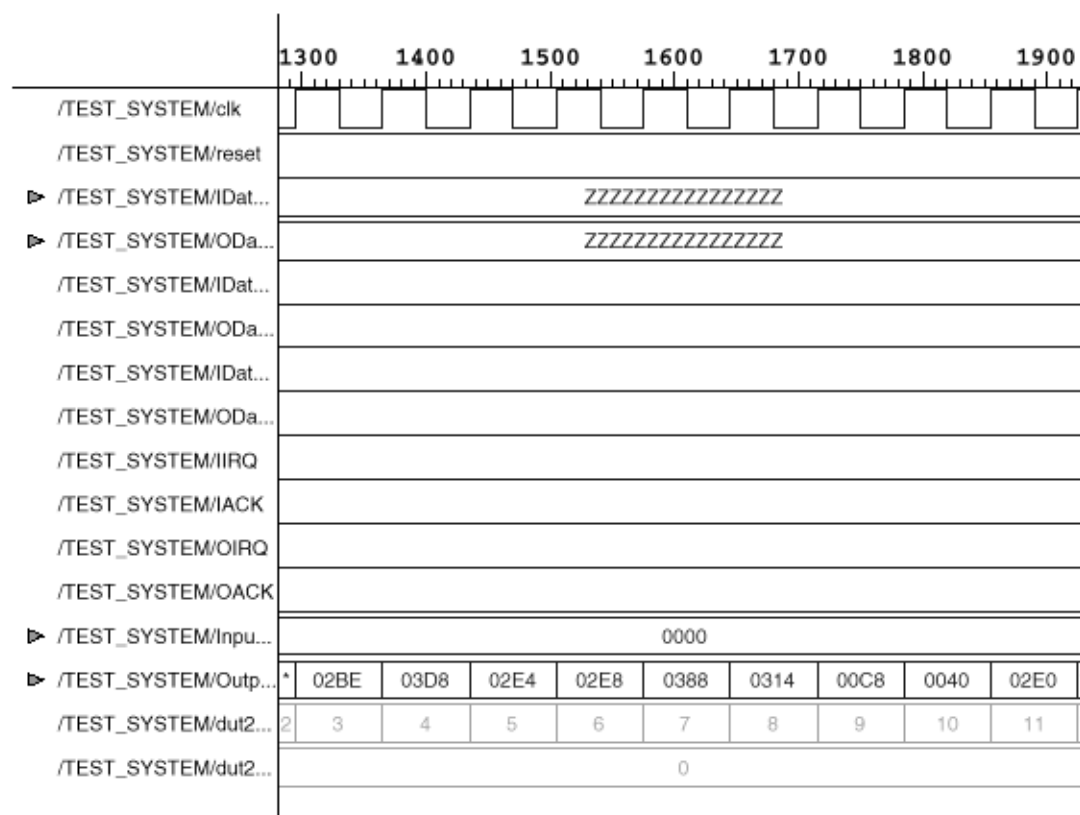 1300 1400 1500 1600 1700 1800 1900
/TEST_SYSTEM/clk
/TEST_SYSTEM/reset
/TEST_SYSTEM/IDat... ZZZZZZZZZZZZZZZZ
/TEST_SYSTEM/ODa... ZZZZZZZZZZZZZZZZ
/TEST_SYSTEM/IDat...
/TEST_SYSTEM/ODa...
/TEST_SYSTEM/IDat...
/TEST_SYSTEM/ODa...
/TEST_SYSTEM/IIRQ
/TEST_SYSTEM/IACK
/TEST_SYSTEM/OIRQ
/TEST_SYSTEM/OACK
/TEST_SYSTEM/Inpu... 0000
/TEST_SYSTEM/Outp... * 02BE 03D8 02E4 02E8 0388 0314 00C8 0040 02E0
/TEST_SYSTEM/dut2... 2 3 4 5 6 7 8 9 10 11
/TEST_SYSTEM/dut2... 0